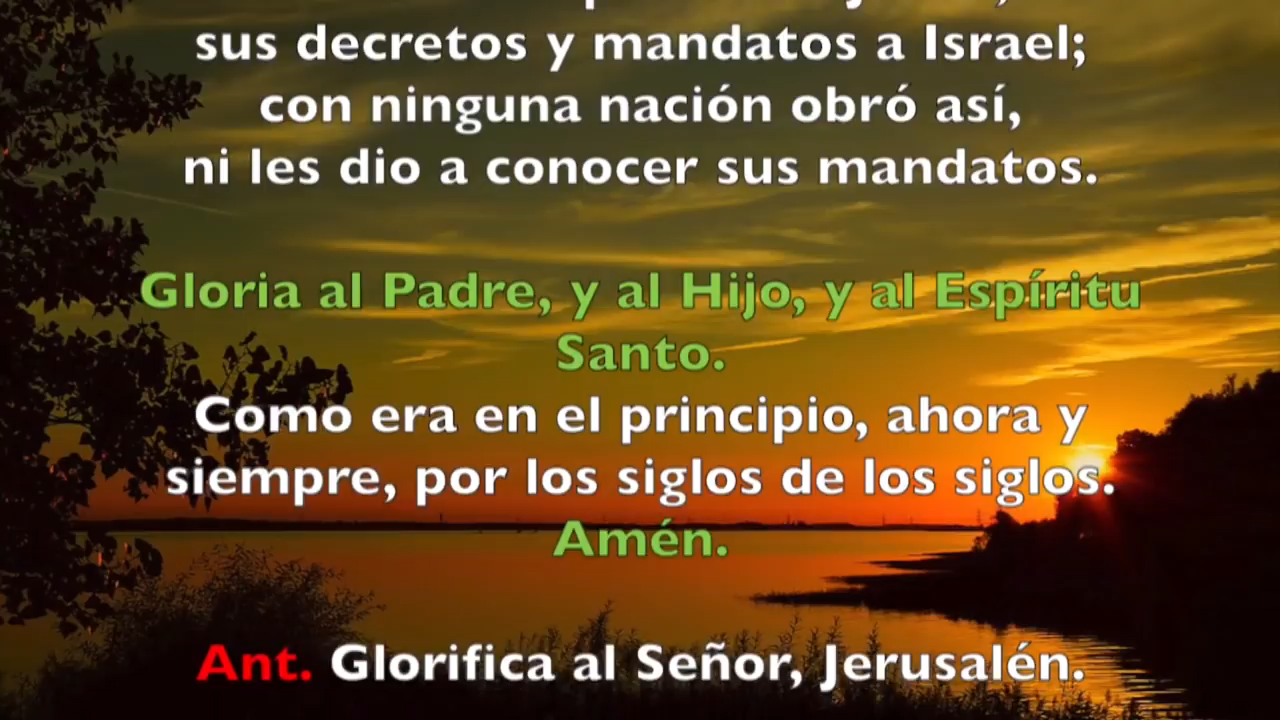 sus decretos y mandatos a Israel;
con ninguna nación obró así,
ni les dio a conocer sus mandatos.
Gloria al Padre, y al Hijo, y al Espíritu
Santo.
Como era en el principio, ahora y
siempre, por los siglos de los siglos.
Amén.
Ant. Glorifica al Señor, Jerusalén.